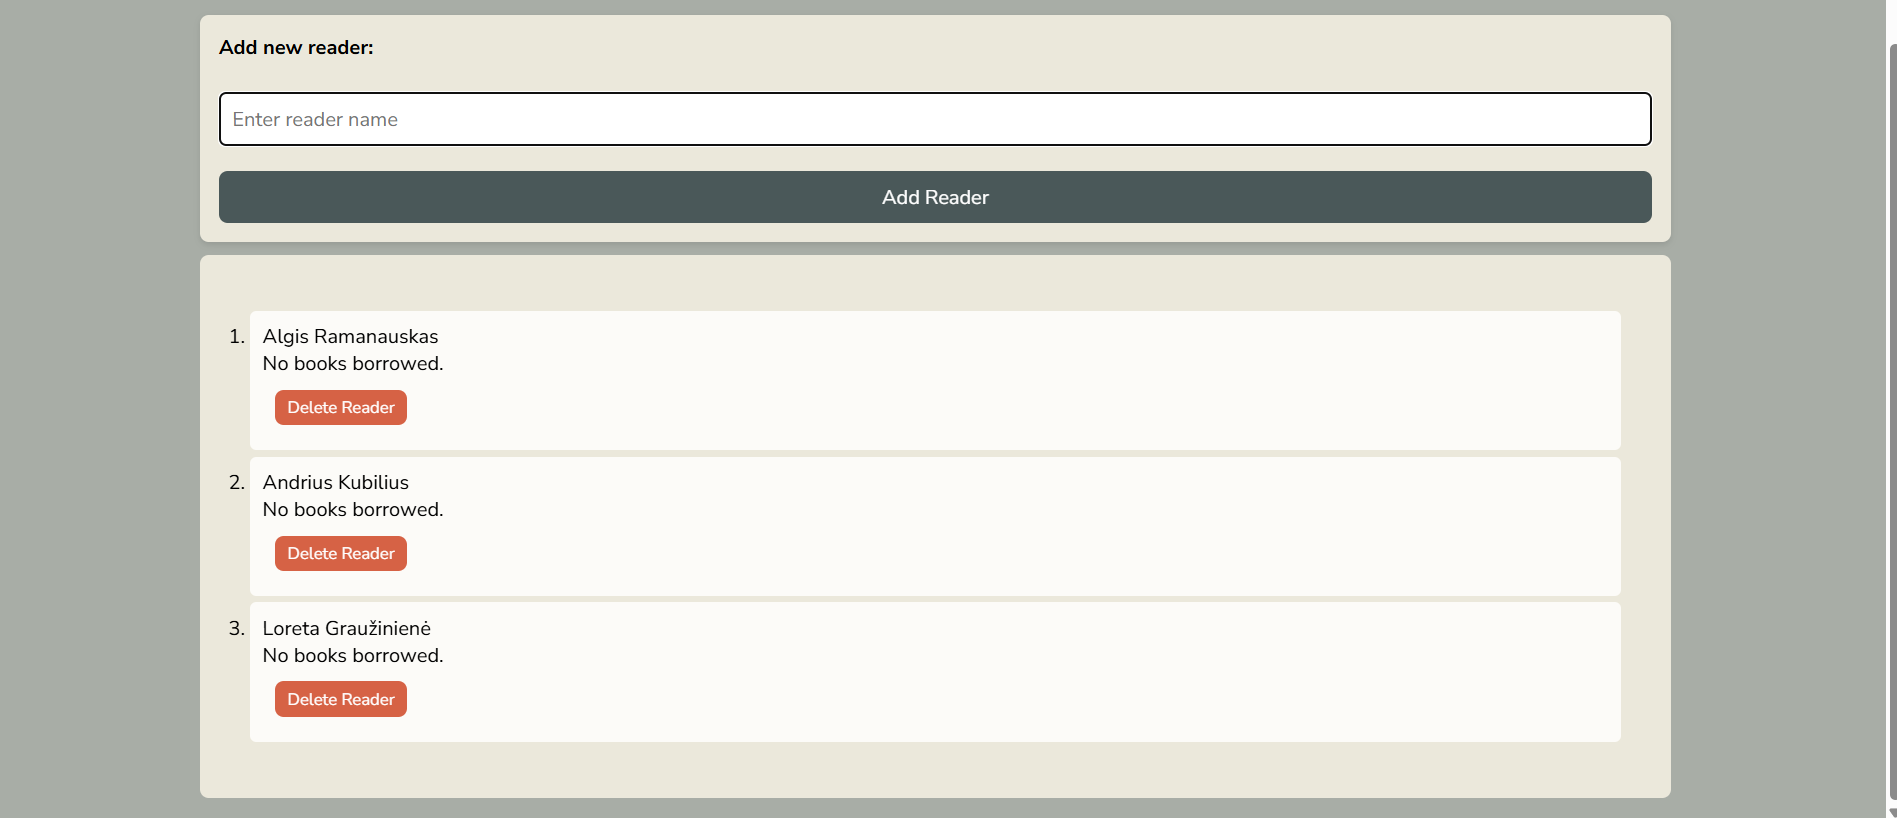 Add new reader:
Enter reader name
Add Reader
1. Algis Ramanauskas
No books borrowed.
Delete Reader
2. Andrius Kubilius
No books borrowed.
Delete Reader
3. Loreta Graužinienė
No books borrowed.
Delete Reader